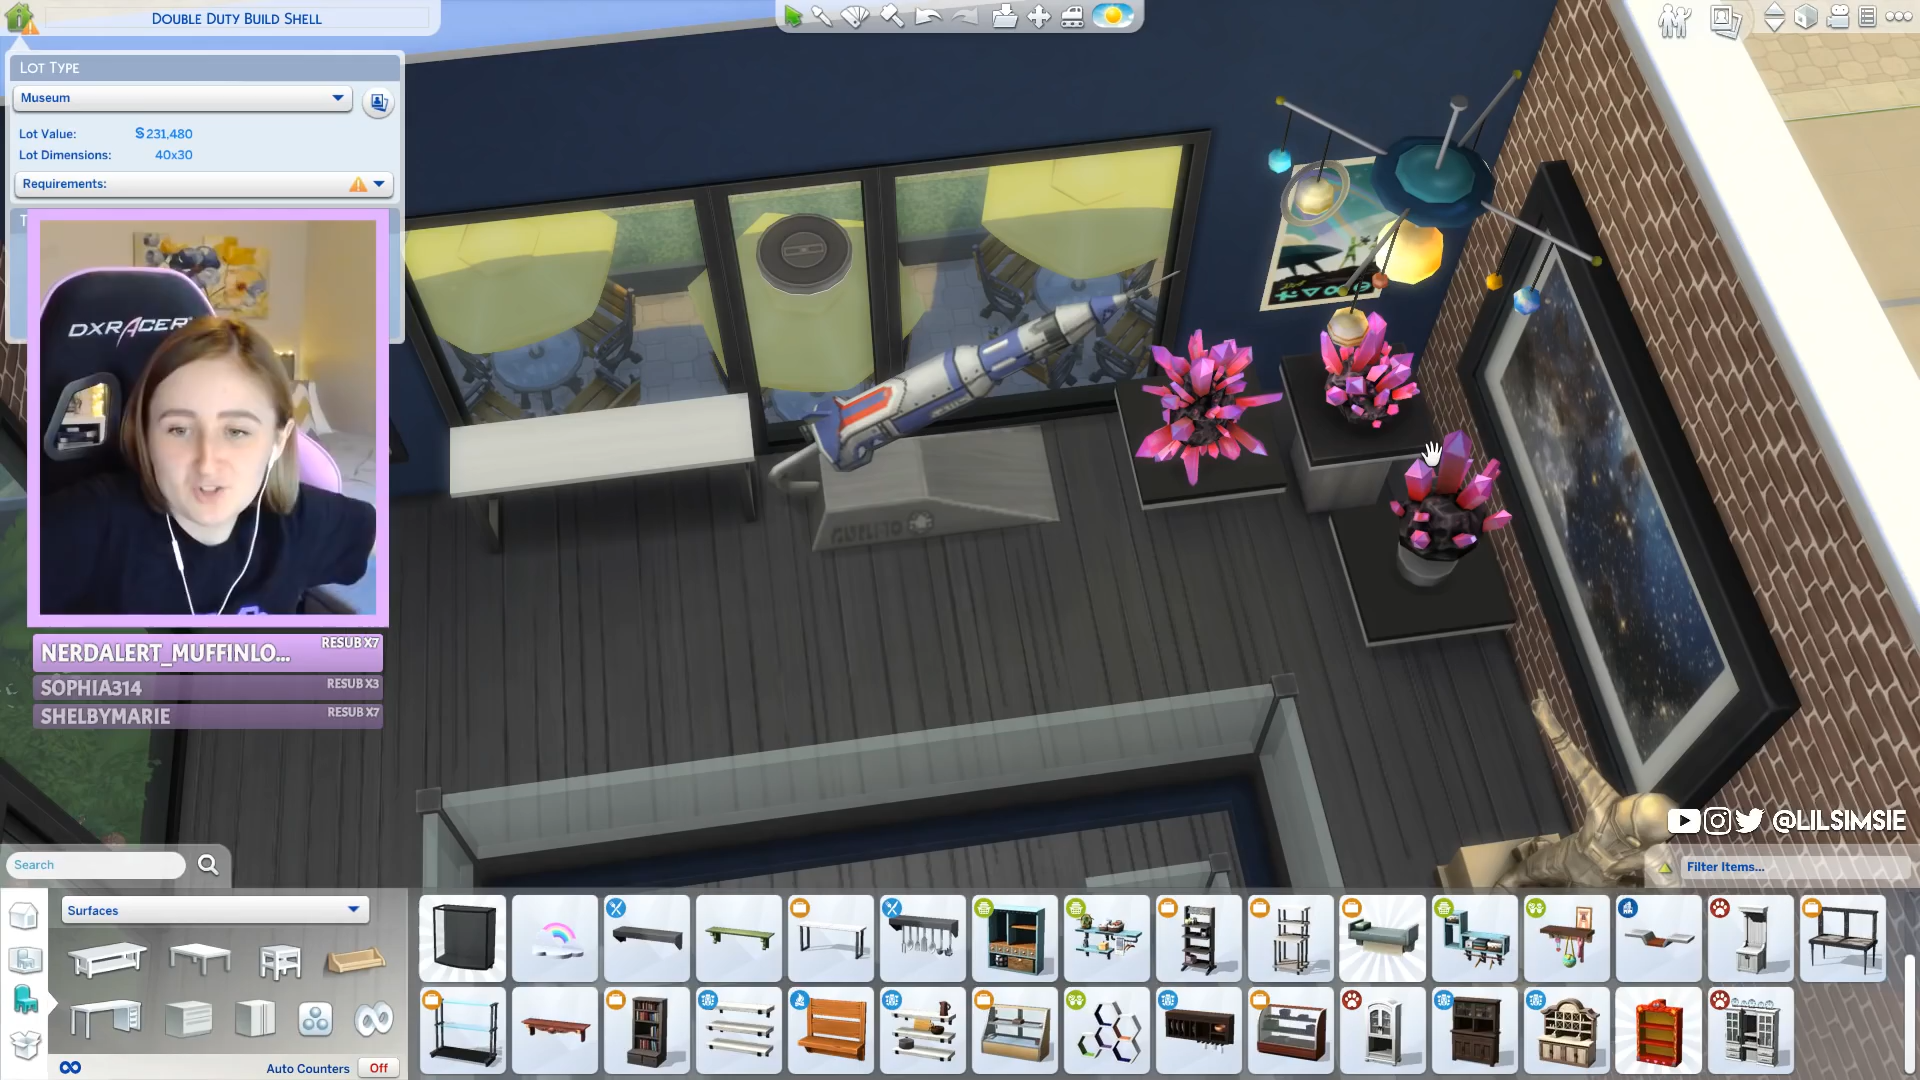 DOUBLE DUTY BUILD SHELL
LOT TYPE
Museum
Lot Value: §231,480
Lot Dimensions: 40x30
Requirements:
DXRACER
NERDALERT_MUFFINLO... RESUB X7
SOPHIA314 RESUB X3
SHELBYMARIE RESUB X7
@LILSIMSIE
Search
Filter Items...
Surfaces
Auto Counters Off